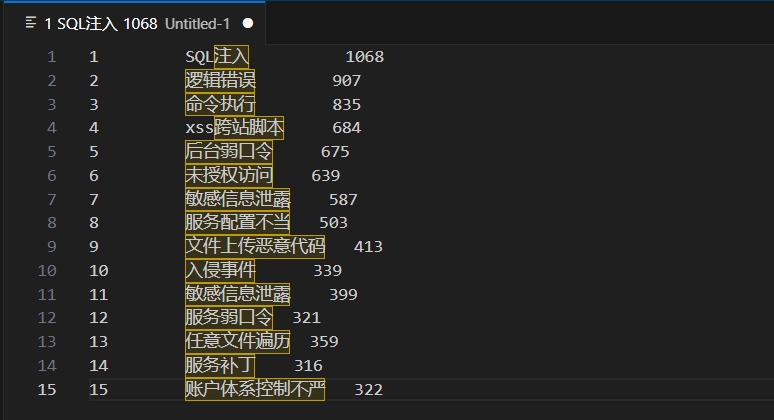 1 SQL注入 1068 Untitled-1
1 1 SQL注入 1068
2 2 逻辑错误 907
3 3 命令执行 835
4 4 xss跨站脚本 684
5 5 后台弱口令 675
6 6 未授权访问 639
7 7 敏感信息泄露 587
8 8 服务配置不当 503
9 9 文件上传恶意代码 413
10 10 入侵事件 339
11 11 敏感信息泄露 399
12 12 服务弱口令 321
13 13 任意文件遍历 359
14 14 服务补丁 316
15 15 账户体系控制不严 322